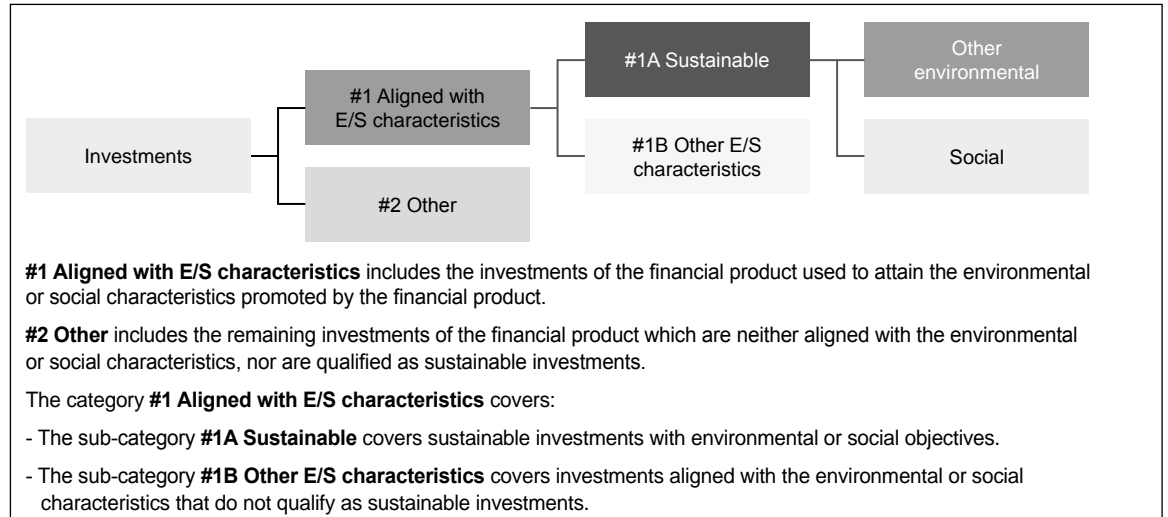 Investments
#1 Aligned with
E/S characteristics
#2 Other
#1A Sustainable
#1B Other E/S
characteristics
Other
environmental
Social
#1 Aligned with E/S characteristics includes the investments of the financial product used to attain the environmental
or social characteristics promoted by the financial product.
#2 Other includes the remaining investments of the financial product which are neither aligned with the environmental
or social characteristics, nor are qualified as sustainable investments.
The category #1 Aligned with E/S characteristics covers:
- The sub-category #1A Sustainable covers sustainable investments with environmental or social objectives.
- The sub-category #1B Other E/S characteristics covers investments aligned with the environmental or social
characteristics that do not qualify as sustainable investments.